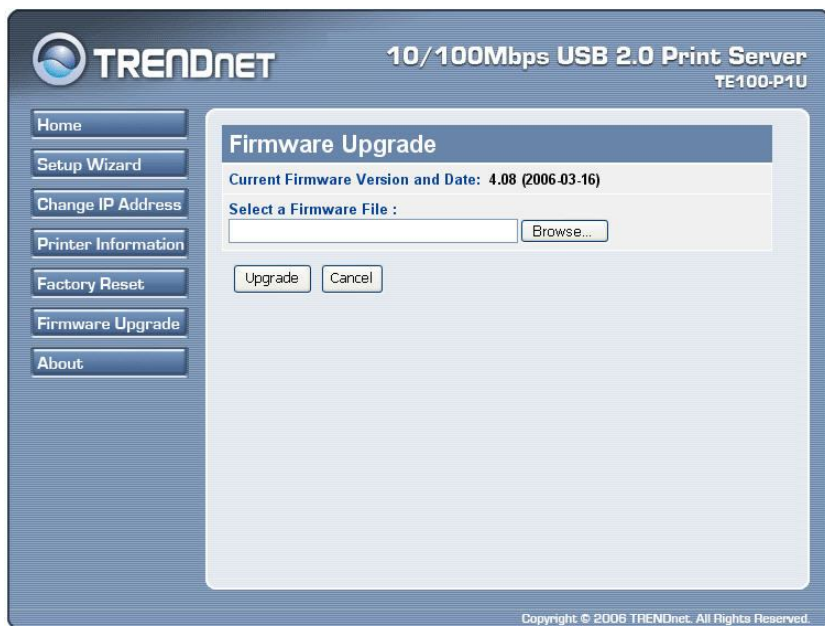 TRENDNET
10/100Mbps USB 2.0 Print Server
TE100-P1U
Home
Setup Wizard
Change IP Address
Printer Information
Factory Reset
Firmware Upgrade
About
Firmware Upgrade
Current Firmware Version and Date: 4.08 (2006-03-16)
Select a Firmware File :
Browse...
Upgrade Cancel
Copyright © 2006 TRENDnet. All Rights Reserved.